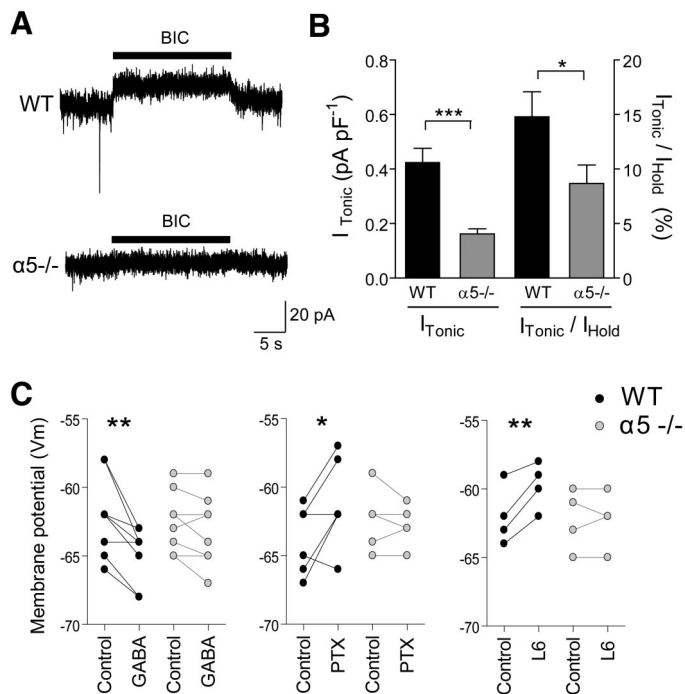 A
BIC
WT
BIC
α5-/-
20 pA
5 s
B
I Tonic (pA pF-1)
0.8
0.6
0.4
0.2
0.0
***
*
20
15
10
5
0
I Tonic / I Hold (%)
WT α5-/- WT α5-/-
I Tonic I Tonic / I Hold
C
WT
α5 -/-
Membrane potential (Vm)
-55
-60
-65
-70
**
Control GABA Control GABA
-55
-60
-65
-70
*
Control PTX Control PTX
-55
-60
-65
-70
**
Control L6 Control L6